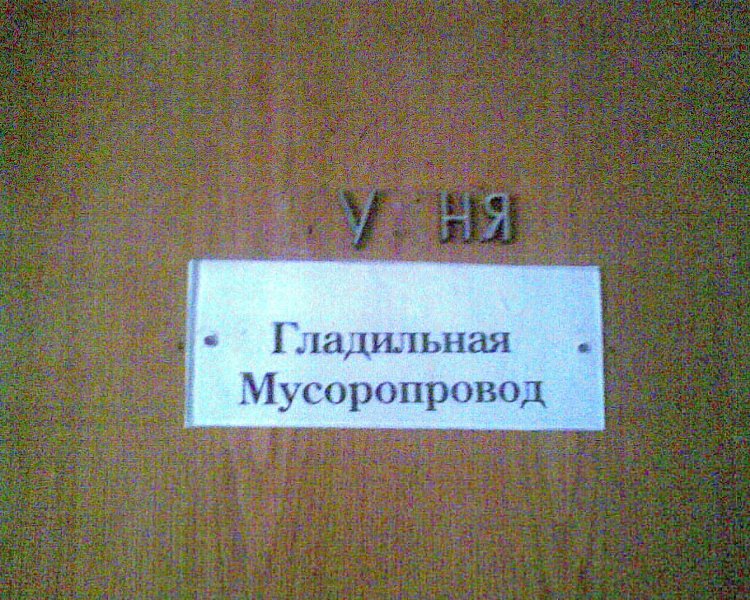 У НЯ
Гладильная
Мусоропровод